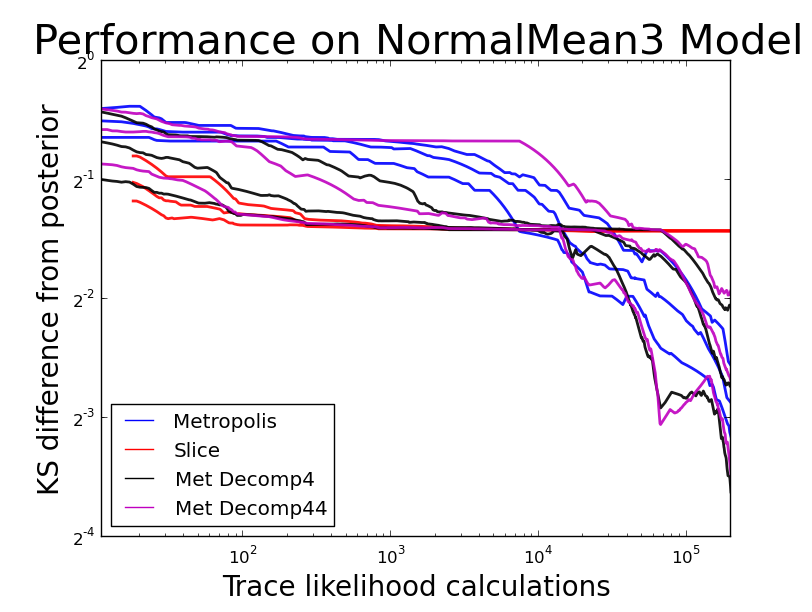 Performance on NormalMean3 Model
KS difference from posterior
2^0
2^-1
2^-2
2^-3
2^-4
Metropolis
Slice
Met Decomp4
Met Decomp44
10^2 10^3 10^4 10^5
Trace likelihood calculations